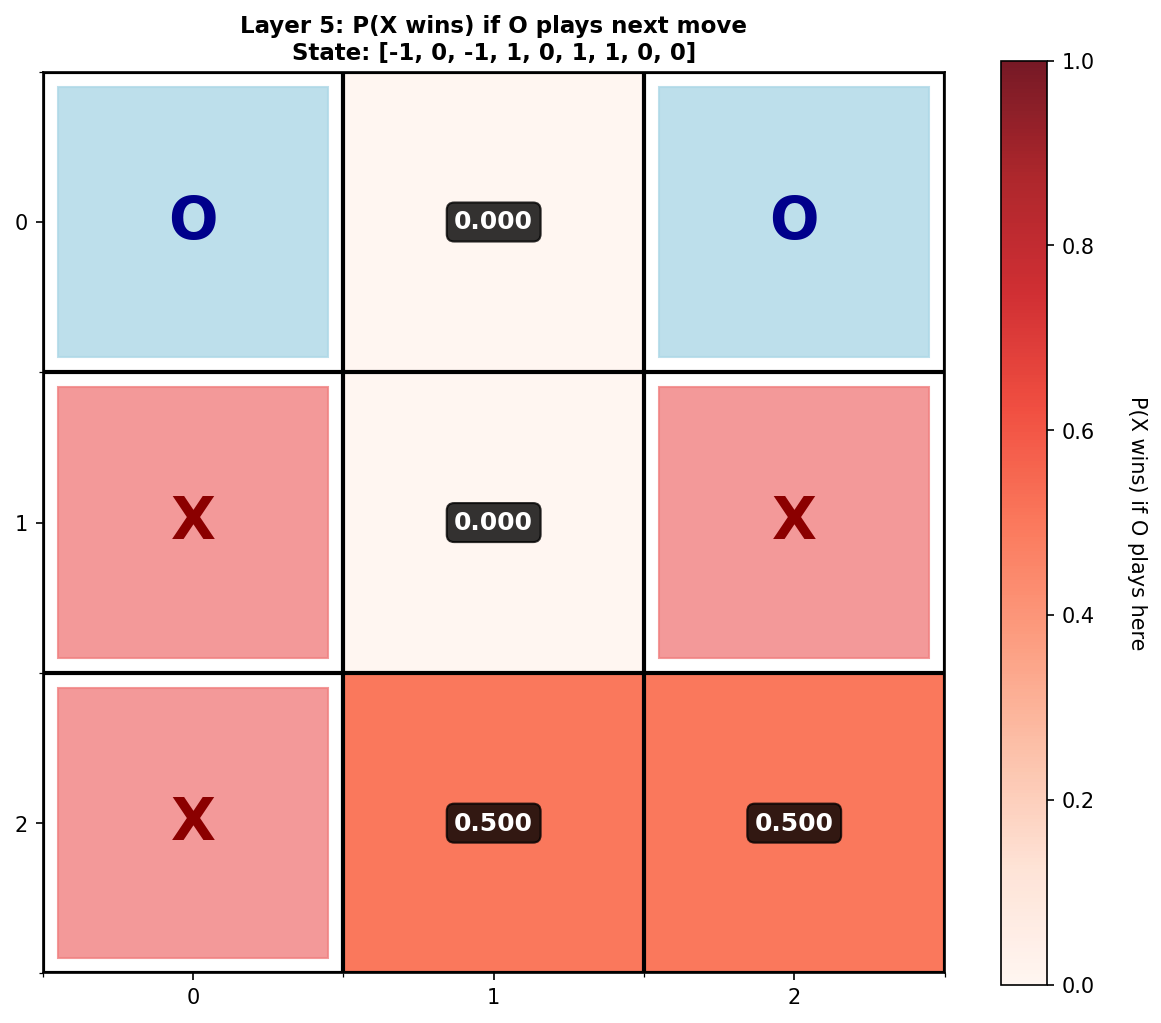 Layer 5: P(X wins) if O plays next move
State: [-1, 0, -1, 1, 0, 1, 1, 0, 0]
0
O
0.000
O
1
X
0.000
X
2
X
0.500
0.500
0
1
2
1.0
0.8
0.6
0.4
0.2
0.0
P(X wins) if O plays here